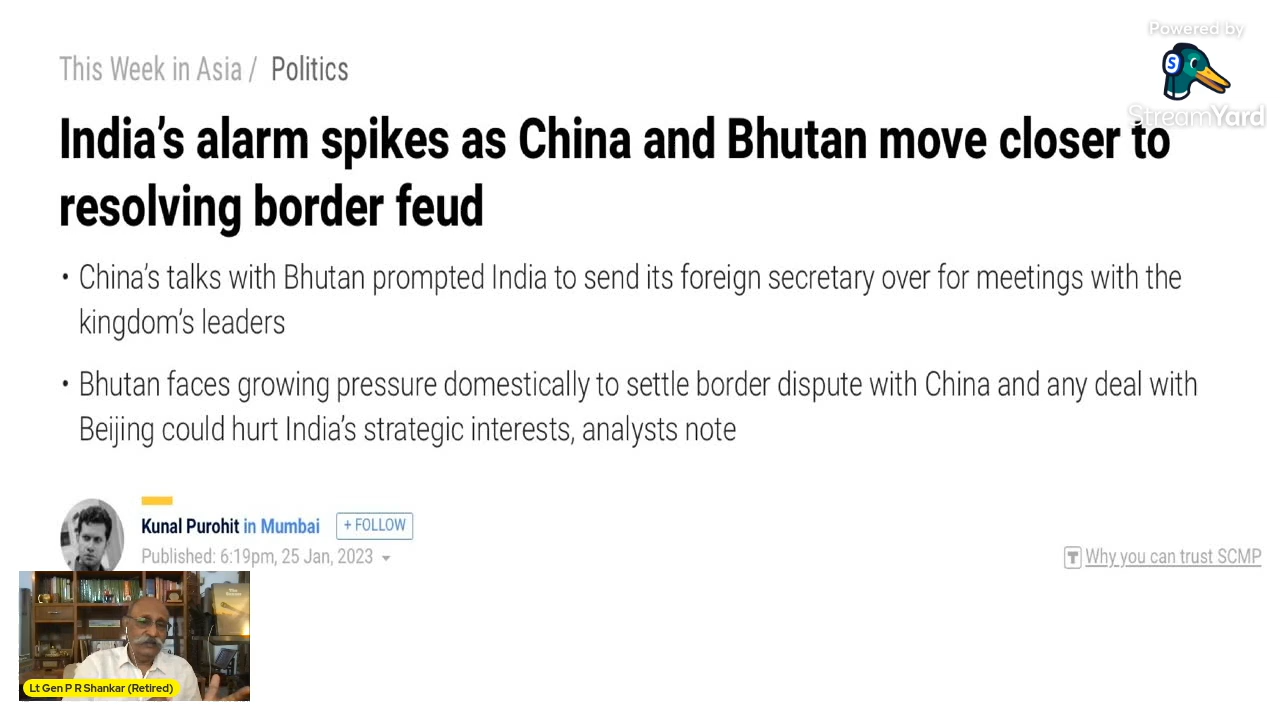 Powered by
StreamYard
This Week in Asia / Politics
India's alarm spikes as China and Bhutan move closer to
resolving border feud
• China's talks with Bhutan prompted India to send its foreign secretary over for meetings with the
kingdom's leaders
• Bhutan faces growing pressure domestically to settle border dispute with China and any deal with
Beijing could hurt India's strategic interests, analysts note
Kunal Purohit in Mumbai + FOLLOW
Published: 6:19pm, 25 Jan, 2023
Why you can trust SCMP
Lt Gen P R Shankar (Retired)